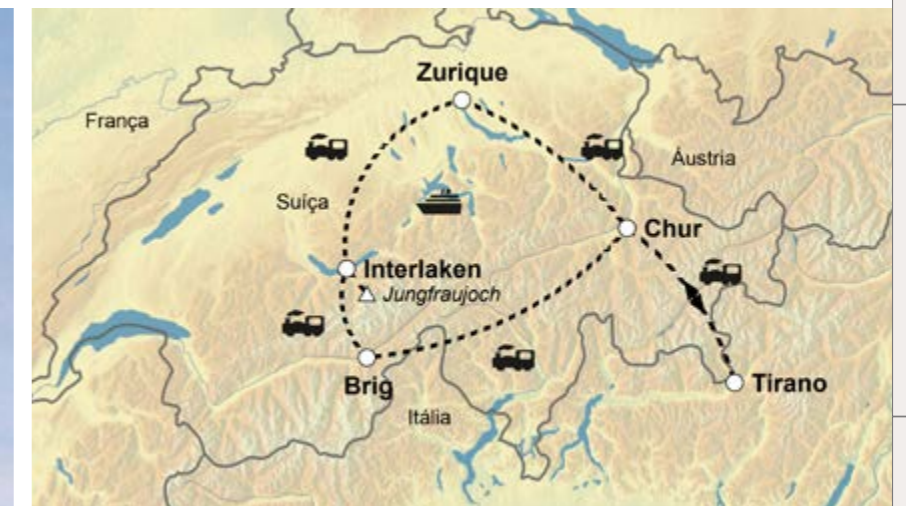 Zurique
França
Áustria
Suíça
Chur
Interlaken
Jungfraujoch
Brig
Tirano
Itália